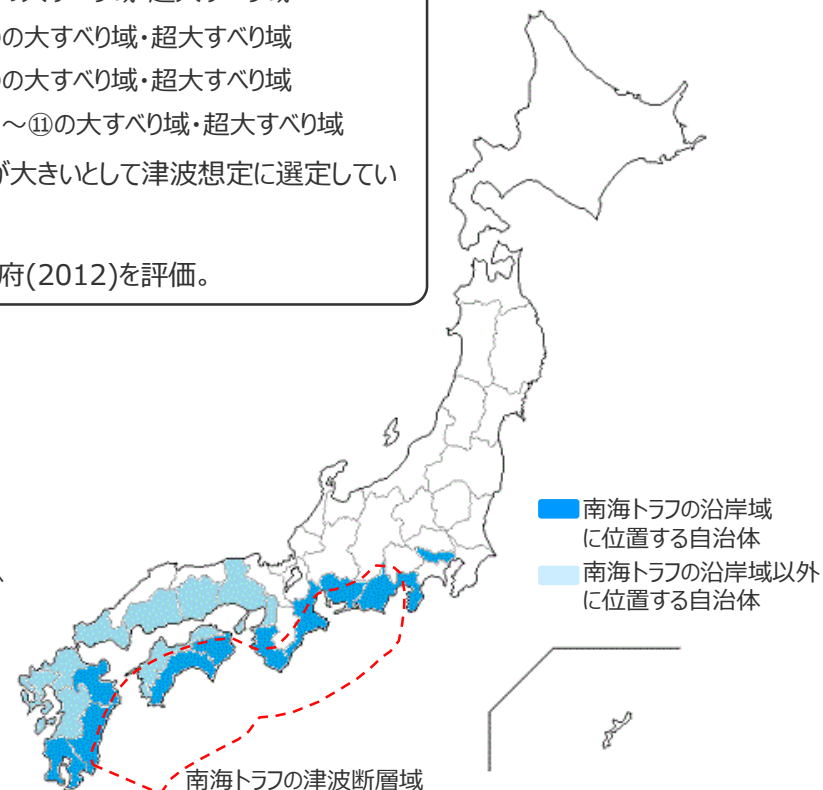 の大すべり域・超大すべり域
の大すべり域・超大すべり域
～⑪の大すべり域・超大すべり域
が大きいとして津波想定に選定してい
府(2012)を評価。
南海トラフの沿岸域
に位置する自治体
南海トラフの沿岸域以外
に位置する自治体
南海トラフの津波断層域